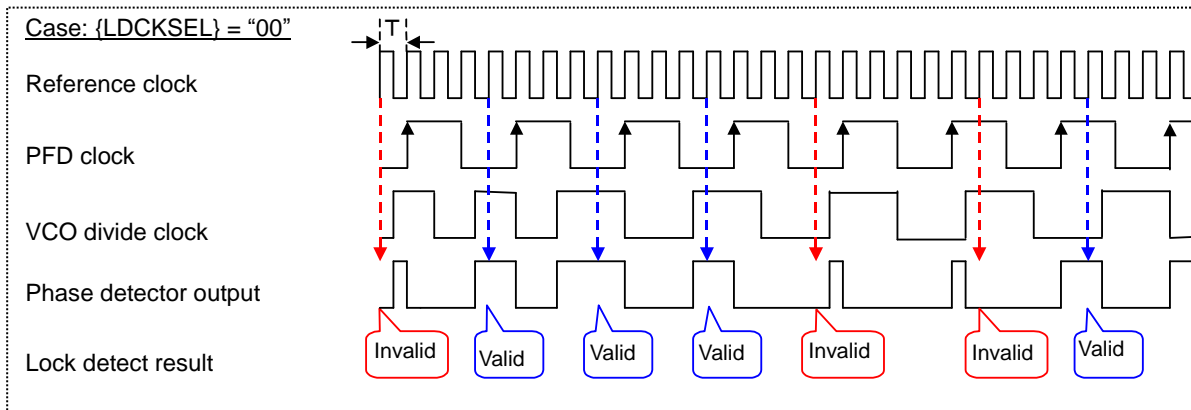 Case: {LDCKSEL} = “00”
T
Reference clock
PFD clock
VCO divide clock
Phase detector output
Lock detect result
Invalid
Valid
Valid
Valid
Invalid
Invalid
Valid